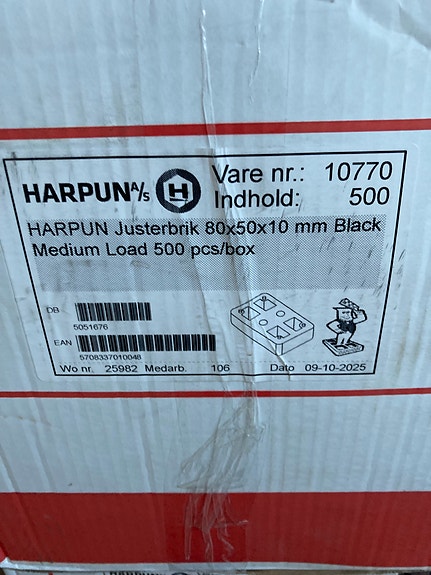 HARPUN A/S H Vare nr.: 10770
Indhold: 500
HARPUN Justerbrik 80x50x10 mm Black
Medium Load 500 pcs/box
DB
5051676
EAN
5708337010048
Wo nr. 25982 Medarb. 106 Dato 09-10-2025